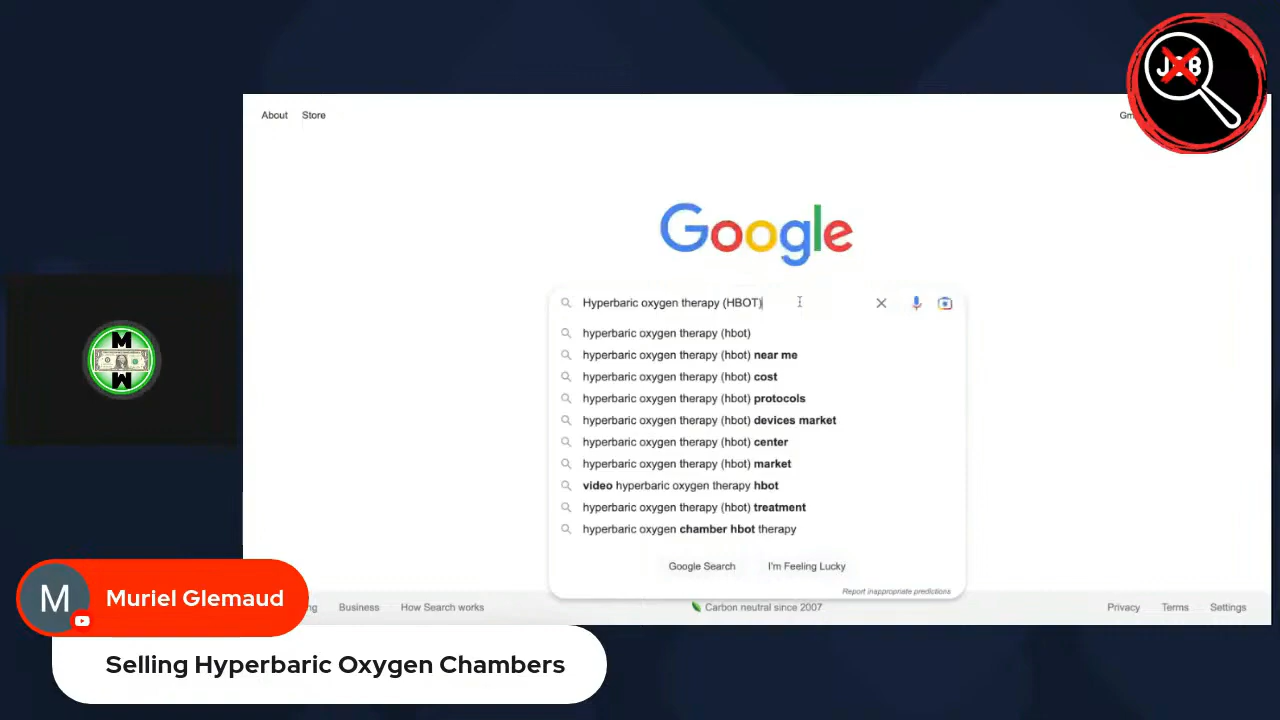 JOB
About Store
Gm
Google
Hyperbaric oxygen therapy (HBOT)
hyperbaric oxygen therapy (hbot)
hyperbaric oxygen therapy (hbot) near me
hyperbaric oxygen therapy (hbot) cost
hyperbaric oxygen therapy (hbot) protocols
hyperbaric oxygen therapy (hbot) devices market
hyperbaric oxygen therapy (hbot) center
hyperbaric oxygen therapy (hbot) market
video hyperbaric oxygen therapy hbot
hyperbaric oxygen therapy (hbot) treatment
hyperbaric oxygen chamber hbot therapy
Google Search I'm Feeling Lucky
Report inappropriate predictions
ng Business How Search works Carbon neutral since 2007 Privacy Terms Settings
M
M
M Muriel Glemaud
Selling Hyperbaric Oxygen Chambers